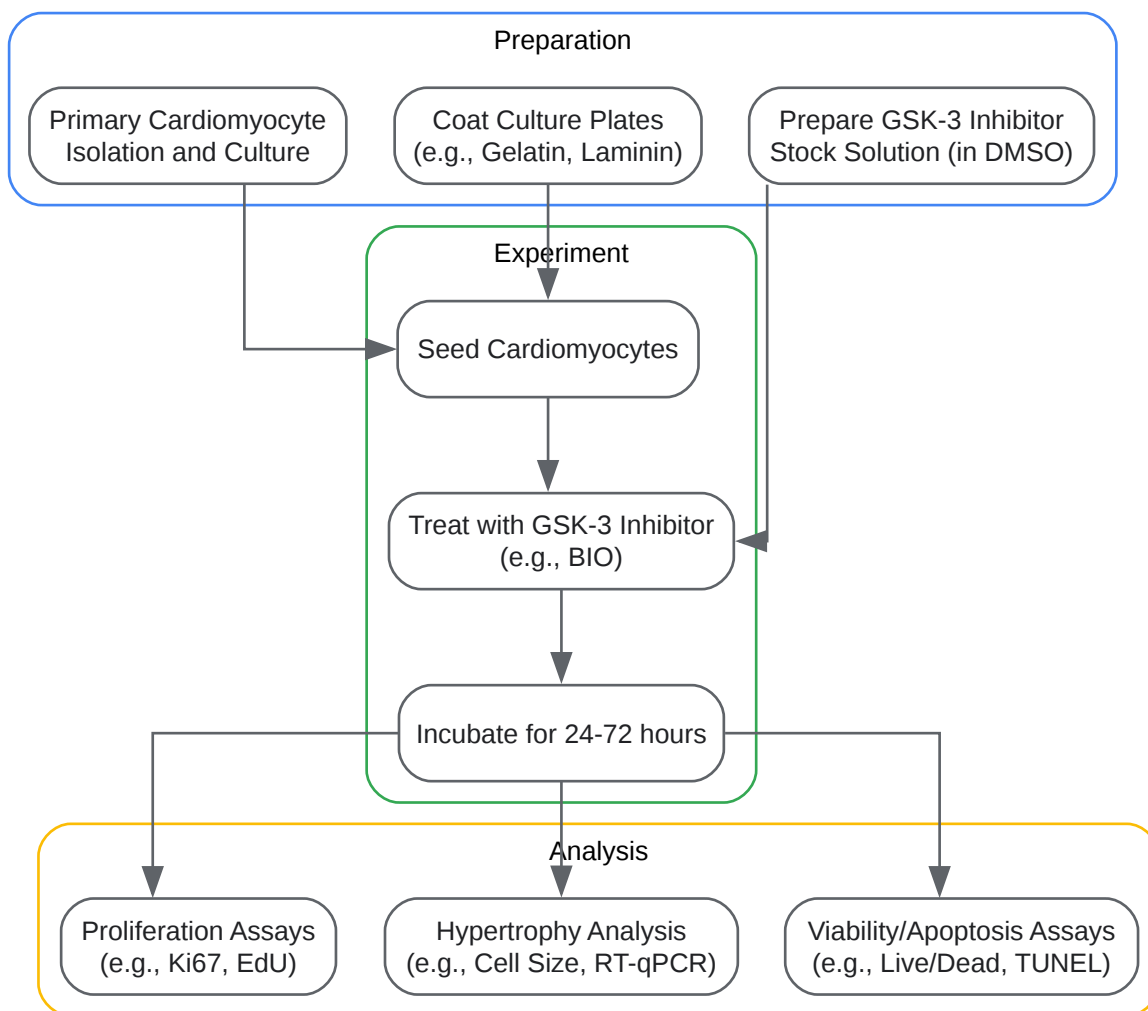 Preparation
Primary Cardiomyocyte
Isolation and Culture
Coat Culture Plates
(e.g., Gelatin, Laminin)
Prepare GSK-3 Inhibitor
Stock Solution (in DMSO)
Experiment
Seed Cardiomyocytes
Treat with GSK-3 Inhibitor
(e.g., BIO)
Incubate for 24-72 hours
Analysis
Proliferation Assays
(e.g., Ki67, EdU)
Hypertrophy Analysis
(e.g., Cell Size, RT-qPCR)
Viability/Apoptosis Assays
(e.g., Live/Dead, TUNEL)